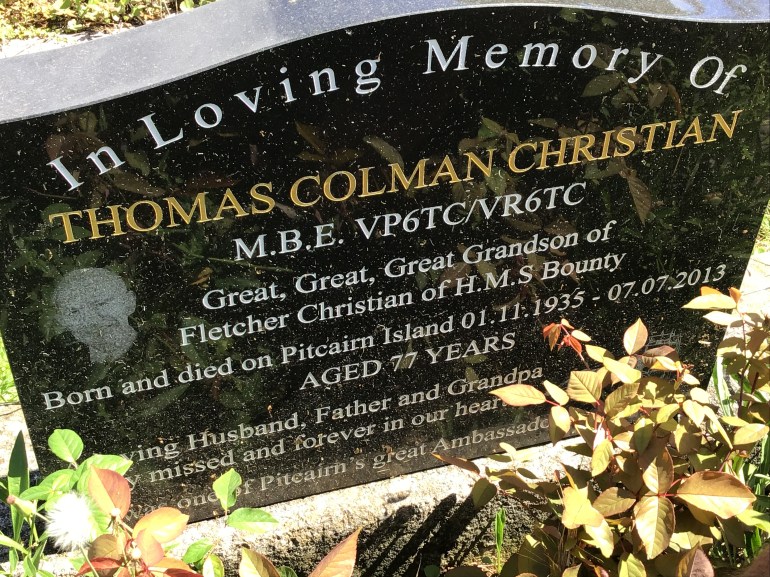 In Loving Memory Of
THOMAS COLMAN CHRISTIAN
M.B.E. VP6TC/VR6TC
Great, Great, Great Grandson of
Fletcher Christian of H.M.S Bounty
Born and died on Pitcairn Island 01.11.1935 - 07.07.2013
AGED 77 YEARS
Husband, Father and Grandpa
missed and forever in our
one of Pitcairn's great